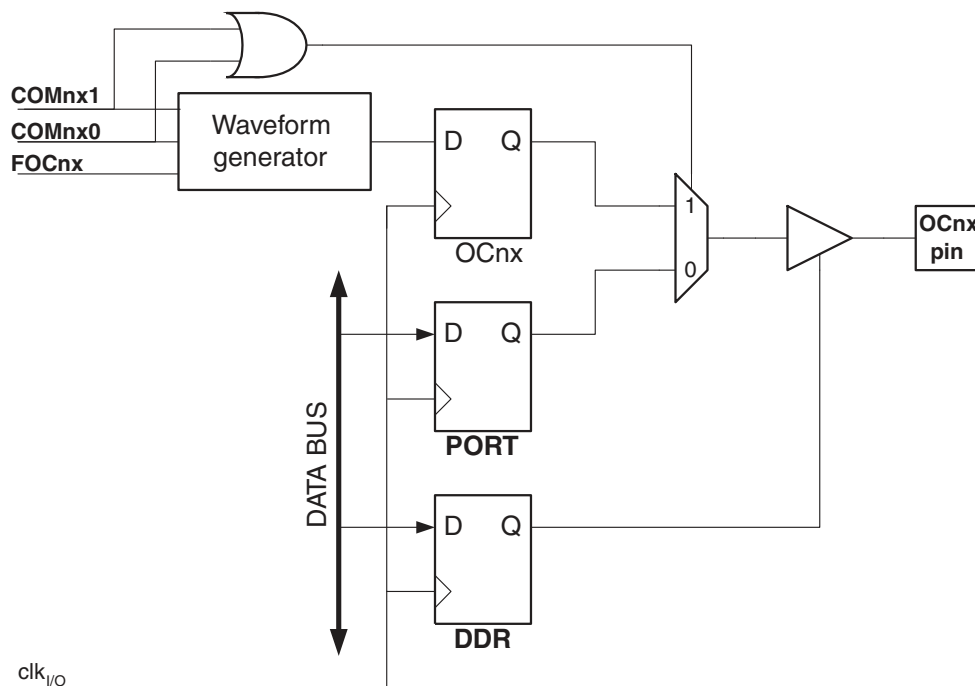 COMnx1
COMnx0
FOCnx
Waveform
generator
D Q
OCnx
1
0
OCnx
pin
D Q
PORT
DATA BUS
D Q
DDR
clkI/O